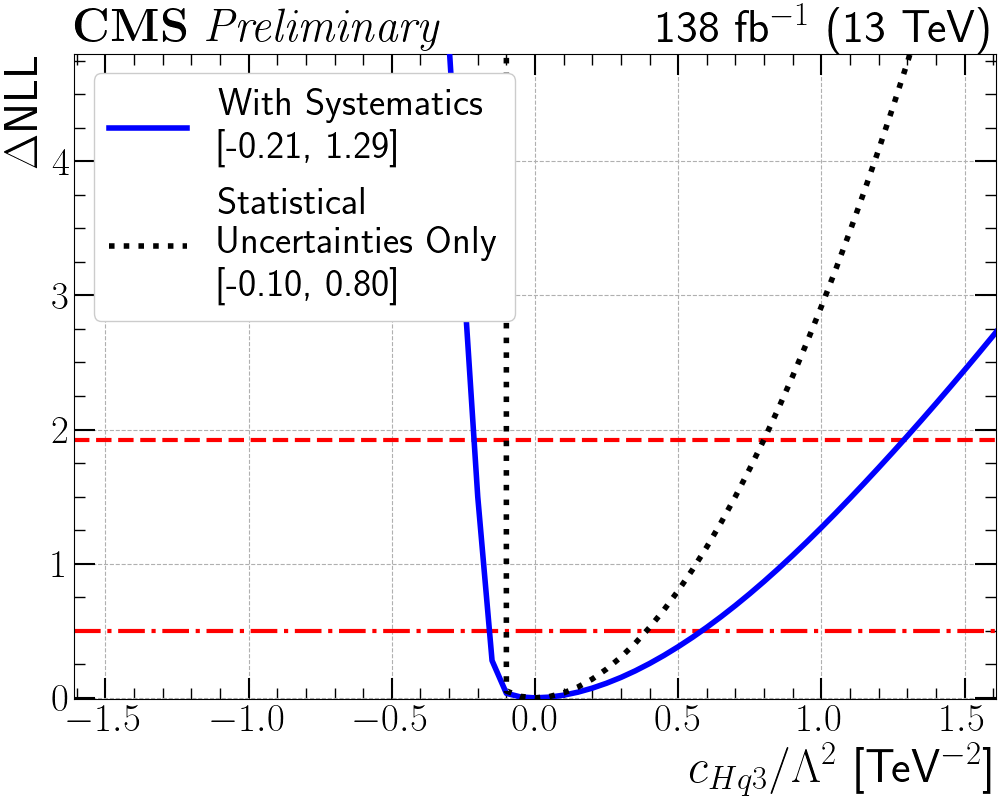 CMS Preliminary 138 fb⁻¹ (13 TeV)
ΔNLL
With Systematics
[-0.21, 1.29]
Statistical
Uncertainties Only
[-0.10, 0.80]
4
3
2
1
0
−1.5 −1.0 −0.5 0.0 0.5 1.0 1.5
c_{Hq3}/Λ² [TeV⁻²]